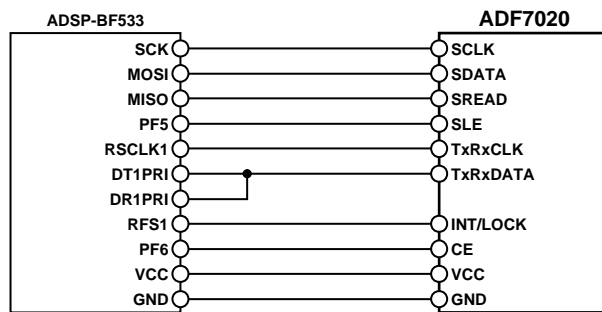 ADSP-BF533 ADF7020
SCK SCLK
MOSI SDATA
MISO SREAD
PF5 SLE
RSCLK1 TxRxCLK
DT1PRI TxRxDATA
DR1PRI
RFS1 INT/LOCK
PF6 CE
VCC VCC
GND GND